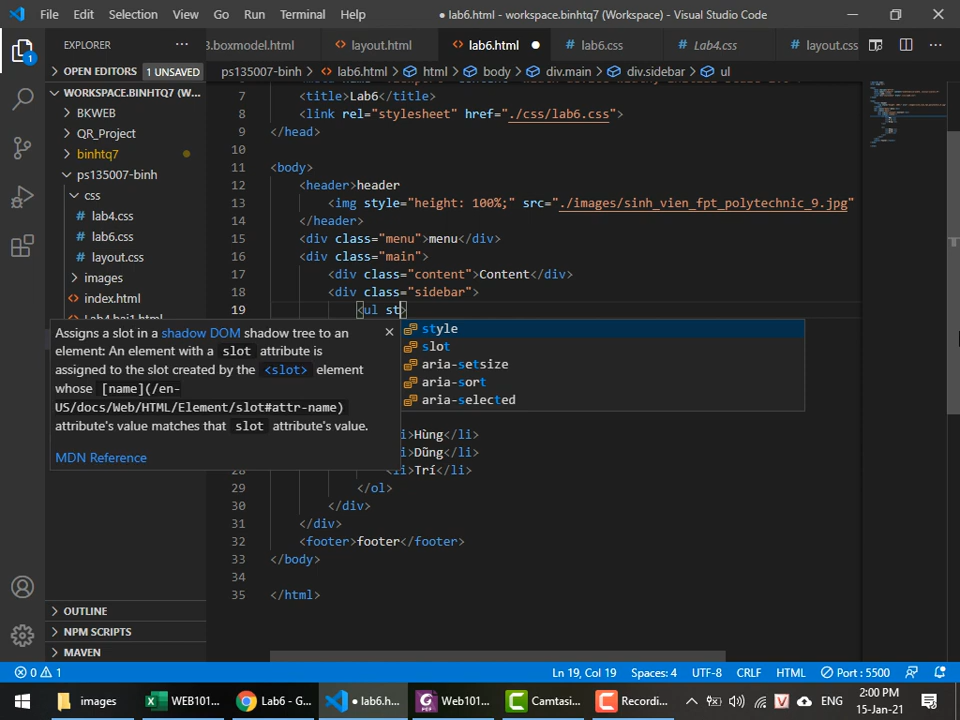 File Edit Selection View Go Run Terminal Help ● lab6.html - workspace.binhtq7 (Workspace) - Visual Studio Code
EXPLORER ··· 3.boxmodel.html layout.html lab6.html ● lab6.css Lab4.css layout.css ···
OPEN EDITORS 1 UNSAVED ps135007-binh > lab6.html > html > body > div.main > div.sidebar > ul
WORKSPACE.BINHTQ7 (W...
BKWEB
QR_Project
binhtq7
ps135007-binh
css
lab4.css
lab6.css
layout.css
images
index.html
7 <title>Lab6</title>
8 <link rel="stylesheet" href="./css/lab6.css">
9 </head>
10
11 <body>
12 <header>header
13 <img style="height: 100%;" src="./images/sinh_vien_fpt_polytechnic_9.jpg"
14 </header>
15 <div class="menu">menu</div>
16 <div class="main">
17 <div class="content">Content</div>
18 <div class="sidebar">
19 <ul st>
Assigns a slot in a shadow DOM shadow tree to an
element: An element with a slot attribute is
assigned to the slot created by the <slot> element
whose [name](/en-
US/docs/Web/HTML/Element/slot#attr-name)
attribute's value matches that slot attribute's value.
MDN Reference
style
slot
aria-setsize
aria-sort
aria-selected
i>Hùng</li>
i>Dũng</li>
<li>Trí</li>
29 </ol>
30 </div>
31 </div>
32 <footer>footer</footer>
33 </body>
34
35 </html>
OUTLINE
NPM SCRIPTS
MAVEN
0 1 Ln 19, Col 19 Spaces: 4 UTF-8 CRLF HTML Port : 5500
images WEB101... Lab6 - G... ● lab6.h... Web101... Camtasi... Recordi... ENG 2:00 PM
15-Jan-21